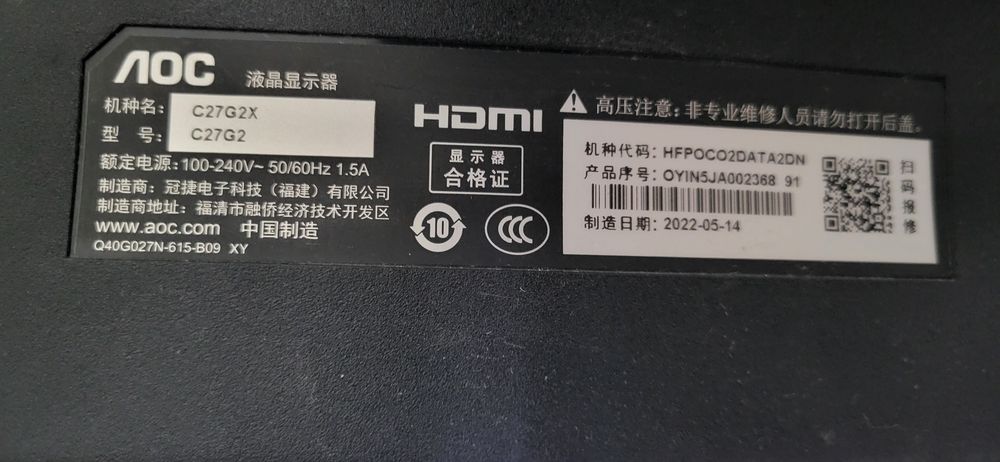 AOC 液晶显示器
机种名: C27G2X
型 号: C27G2
额定电源:100-240V~ 50/60Hz 1.5A
制造商: 冠捷电子科技(福建)有限公司
制造商地址: 福清市融侨经济技术开发区
www.aoc.com 中国制造
Q40G027N-615-B09 XY
HDMI
显示器
合格证
10
CCC
高压注意: 非专业维修人员请勿打开后盖。
机种代码: HFPOCO2DATA2DN
产品序号: OYIN5JA002368 91
制造日期: 2022-05-14
扫码报修